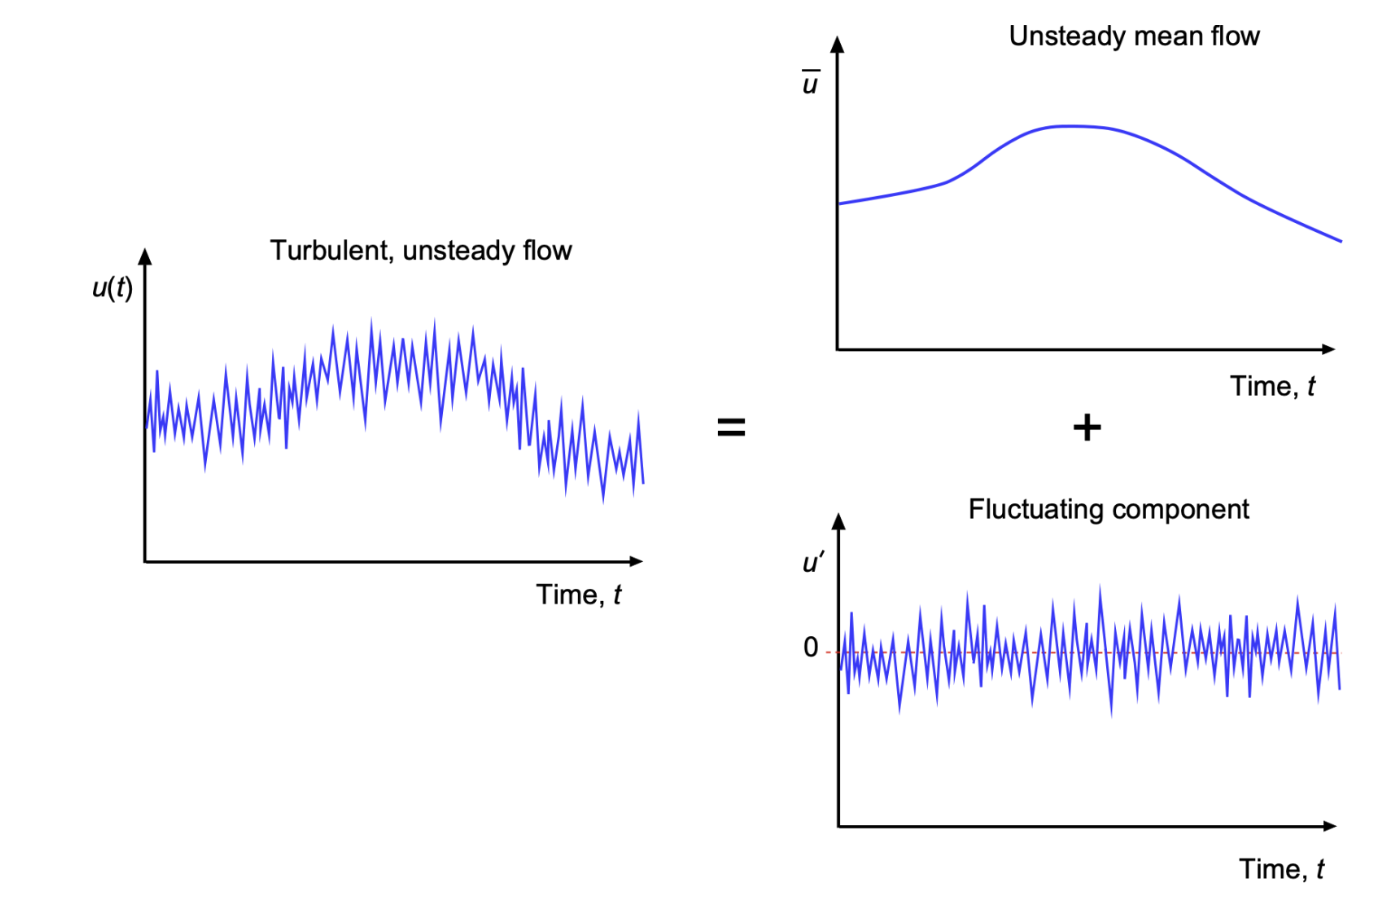 Turbulent, unsteady flow
u(t)
Time, t
=
Unsteady mean flow
u̅
Time, t
+
Fluctuating component
u′
0
Time, t